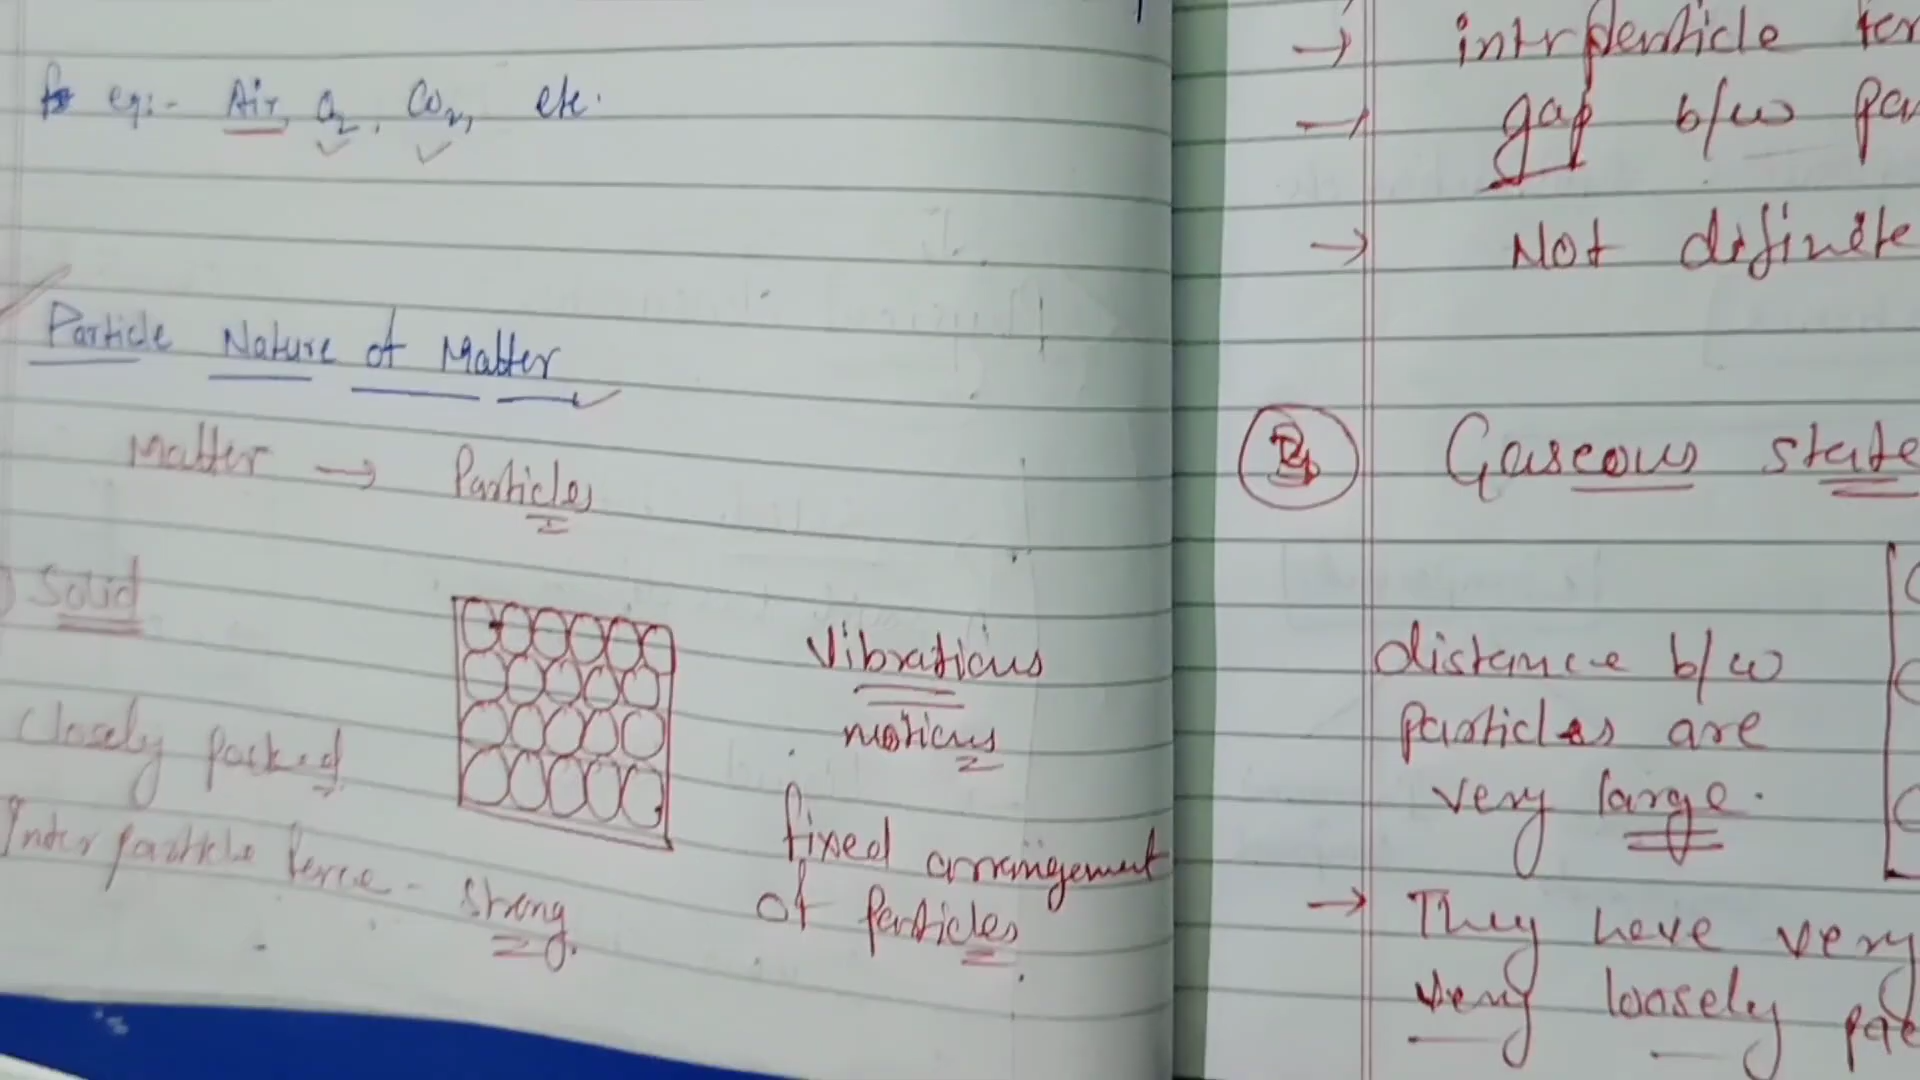 eg:- Air, O2, CO2, etc.
Particle Nature of Matter
Matter → Particles
Solid
Closely packed
Inter particle force - strong.
Vibrations
motions
fixed arrangement
of particles
→ intrparticle
→ gap b/w
→ Not difinete
Gaseous state
distance b/w
particles are
very large.
→ They have very
very loosely